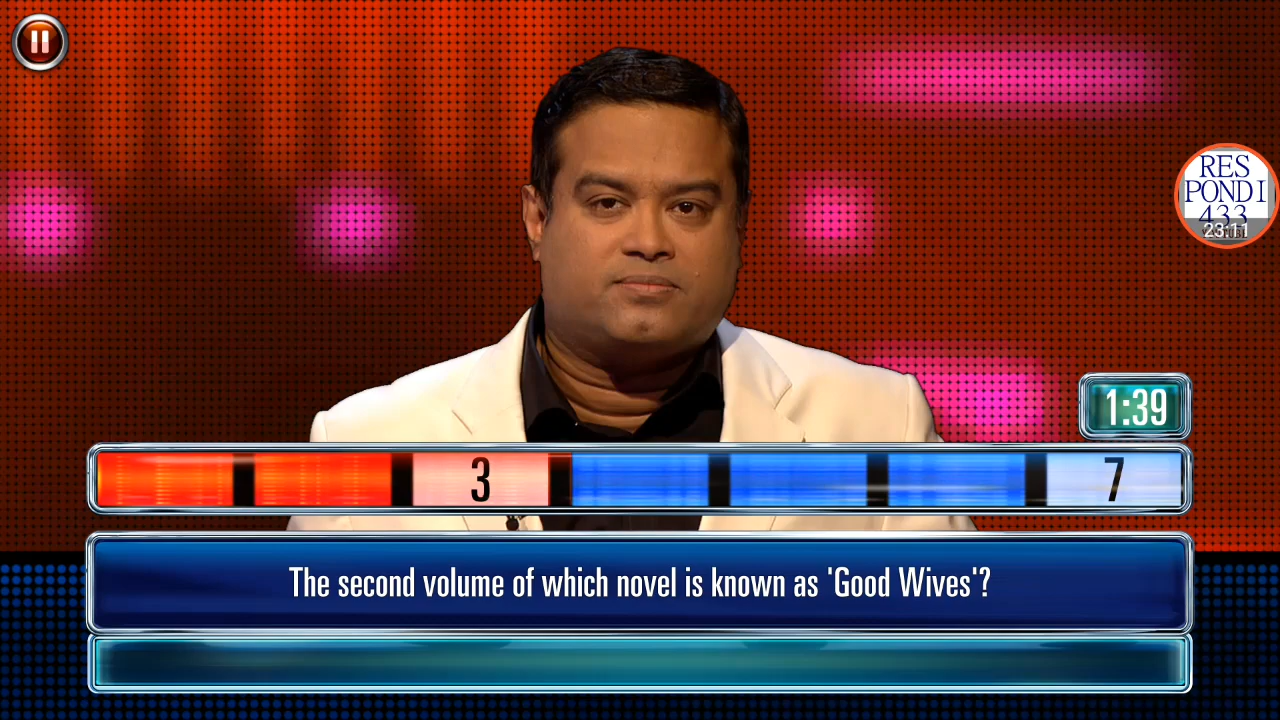 RES
PONDI
433
23:11
1:39
3
7
The second volume of which novel is known as 'Good Wives'?